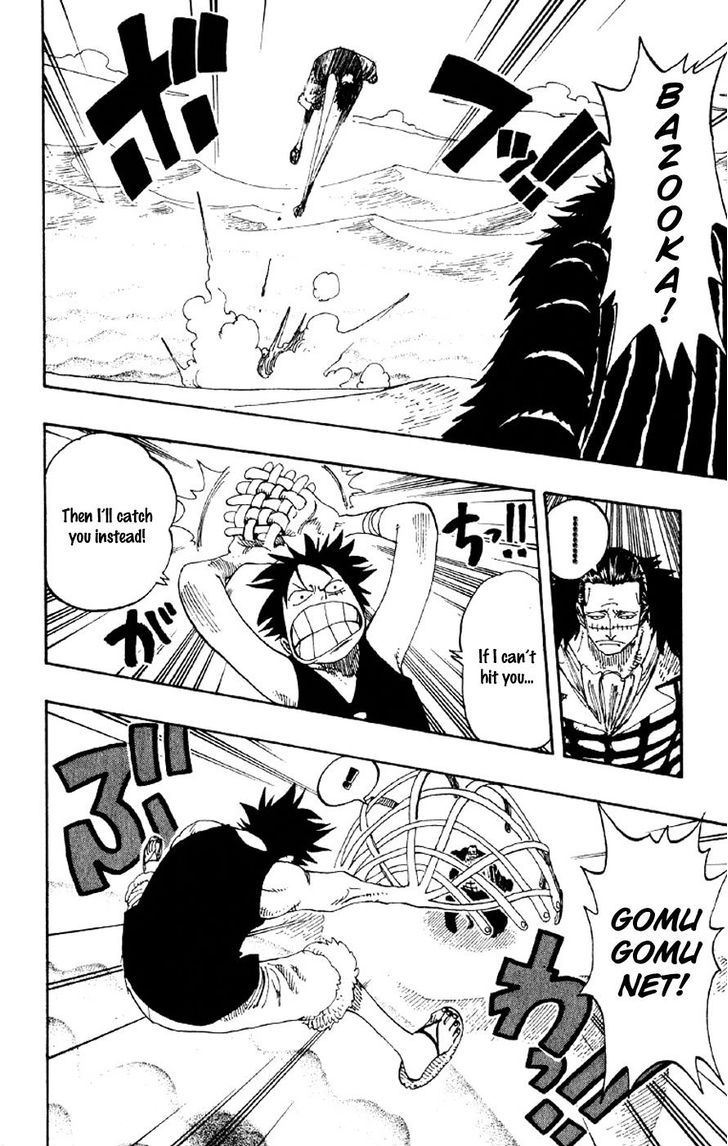 BAZOOKA!
ボフッ!!
………
If I can't
hit you...
ちっ!!
Then I'll catch
you instead!
がし
GOMU
GOMU
NET!
!!
ぶわっ!!